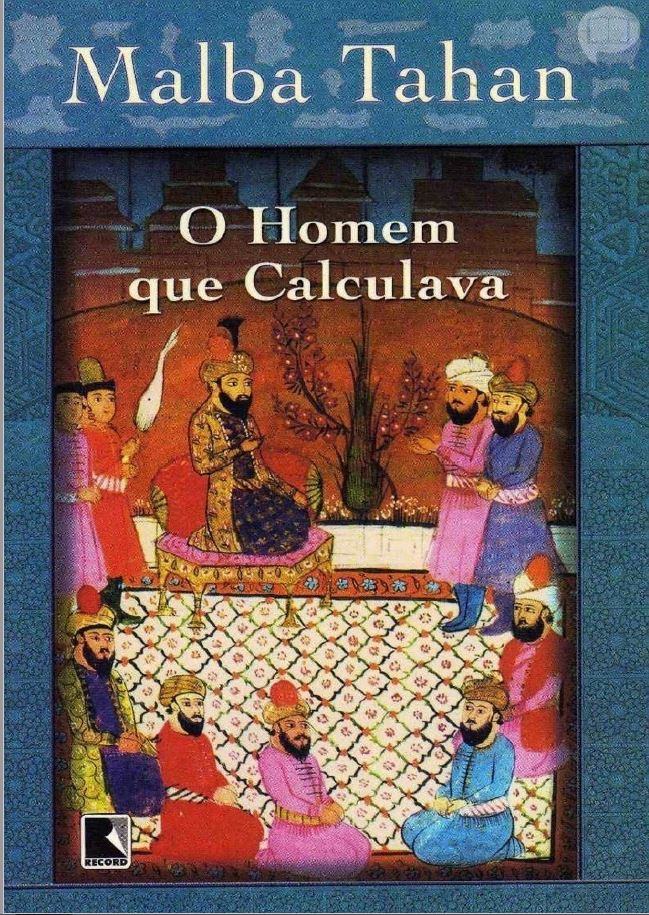 Malba Tahan
O Homem
que Calculava
RECORD